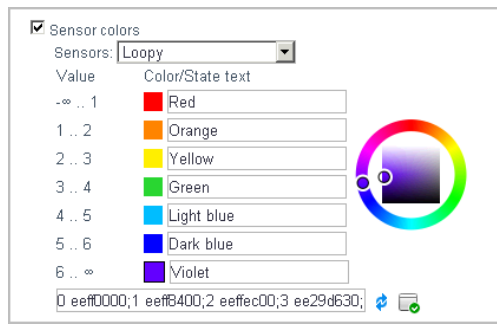 Sensor colors
Sensors: Loopy
Value Color/State text
-∞ .. 1 Red
1 .. 2 Orange
2 .. 3 Yellow
3 .. 4 Green
4 .. 5 Light blue
5 .. 6 Dark blue
6 .. ∞ Violet
0 eeff0000;1 eeff8400;2 eeffec00;3 ee29d630;